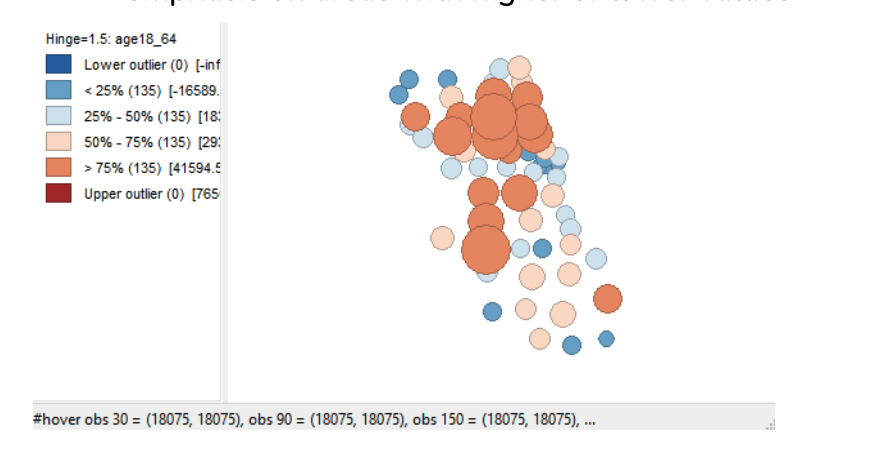 Hinge=1.5: age18_64
Lower outlier (0) [-inf
< 25% (135) [-16589.
25% - 50% (135) [18
50% - 75% (135) [29
> 75% (135) [41594.5
Upper outlier (0) [765
#hover obs 30 = (18075, 18075), obs 90 = (18075, 18075), obs 150 = (18075, 18075), ...